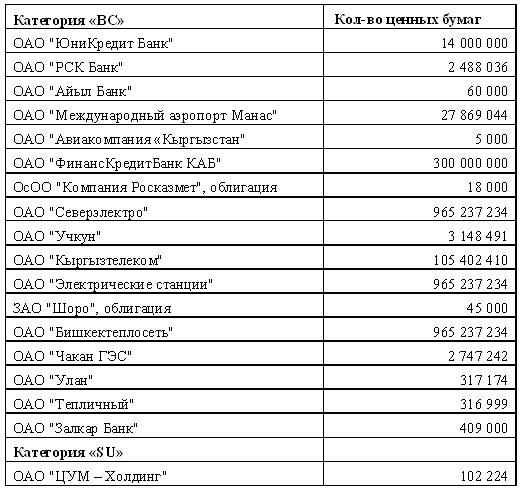 Категория «ВС» Кол-во ценных бумаг
ОАО "ЮниКредит Банк" 14 000 000
ОАО "РСК Банк" 2 488 036
ОАО "Айыл Банк" 60 000
ОАО "Международный аэропорт Манас" 27 869 044
ОАО "Авиакомпания «Кыргызстан" 5 000
ОАО "ФинансКредитБанк КАБ" 300 000 000
ОсОО "Компания Росказмет", облигация 18 000
ОАО "Северэлектро" 965 237 234
ОАО "Учкун" 3 148 491
ОАО "Кыргызтелеком" 105 402 410
ОАО "Электрические станции" 965 237 234
ЗАО "Шоро", облигация 45 000
ОАО "Бишкектеплосеть" 965 237 234
ОАО "Чакан ГЭС" 2 747 242
ОАО "Улан" 317 174
ОАО "Тепличный" 316 999
ОАО "Залкар Банк" 409 000
Категория «SU»
ОАО "ЦУМ – Холдинг" 102 224